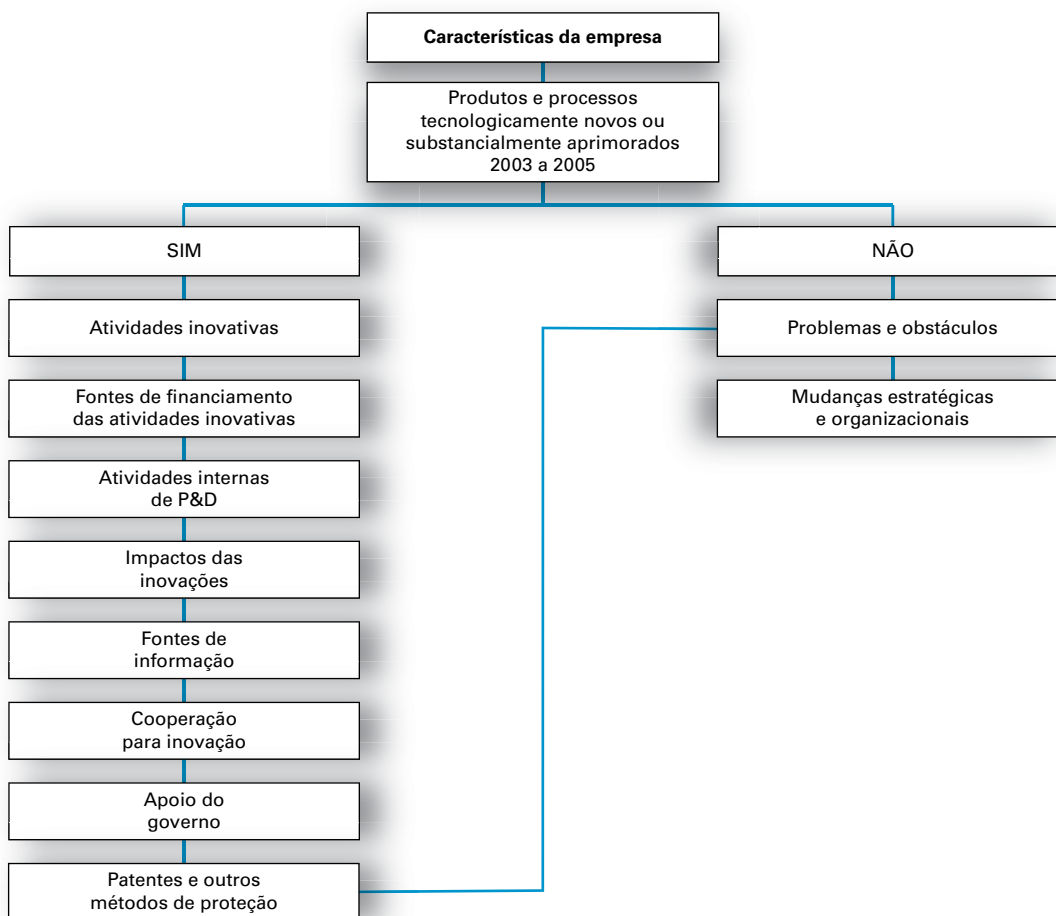 Características da empresa
Produtos e processos
tecnologicamente novos ou
substancialmente aprimorados
2003 a 2005
SIM
Atividades inovativas
Fontes de financiamento
das atividades inovativas
Atividades internas
de P&D
Impactos das
inovações
Fontes de
informação
Cooperação
para inovação
Apoio do
governo
Patentes e outros
métodos de proteção
NÃO
Problemas e obstáculos
Mudanças estratégicas
e organizacionais